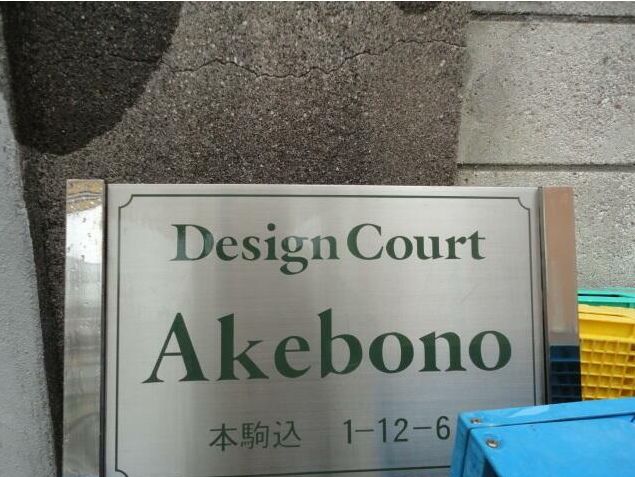 Design Court
Akebono
本駒込 1-12-6